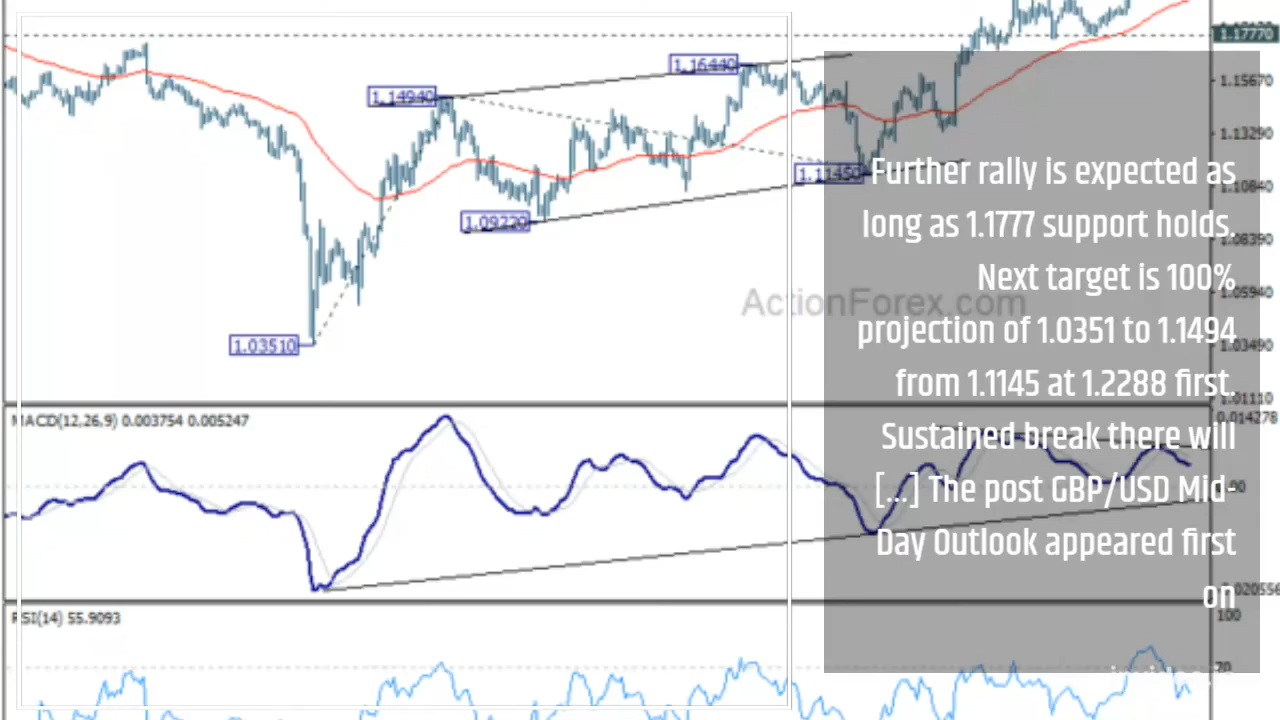 1.17770
1.16440
1.15670
1.14940
1.13290
1.11450
1.10840
1.09220
1.08390
1.05940
1.03510
1.03490
1.01110
ActionForex.com
Further rally is expected as
long as 1.1777 support holds.
Next target is 100%
projection of 1.0351 to 1.1494
from 1.1145 at 1.2288 first.
Sustained break there will
[...] The post GBP/USD Mid-
Day Outlook appeared first
on
MACD(12,26,9) 0.003754 0.005247
0.014278
RSI(14) 55.9093
100
70